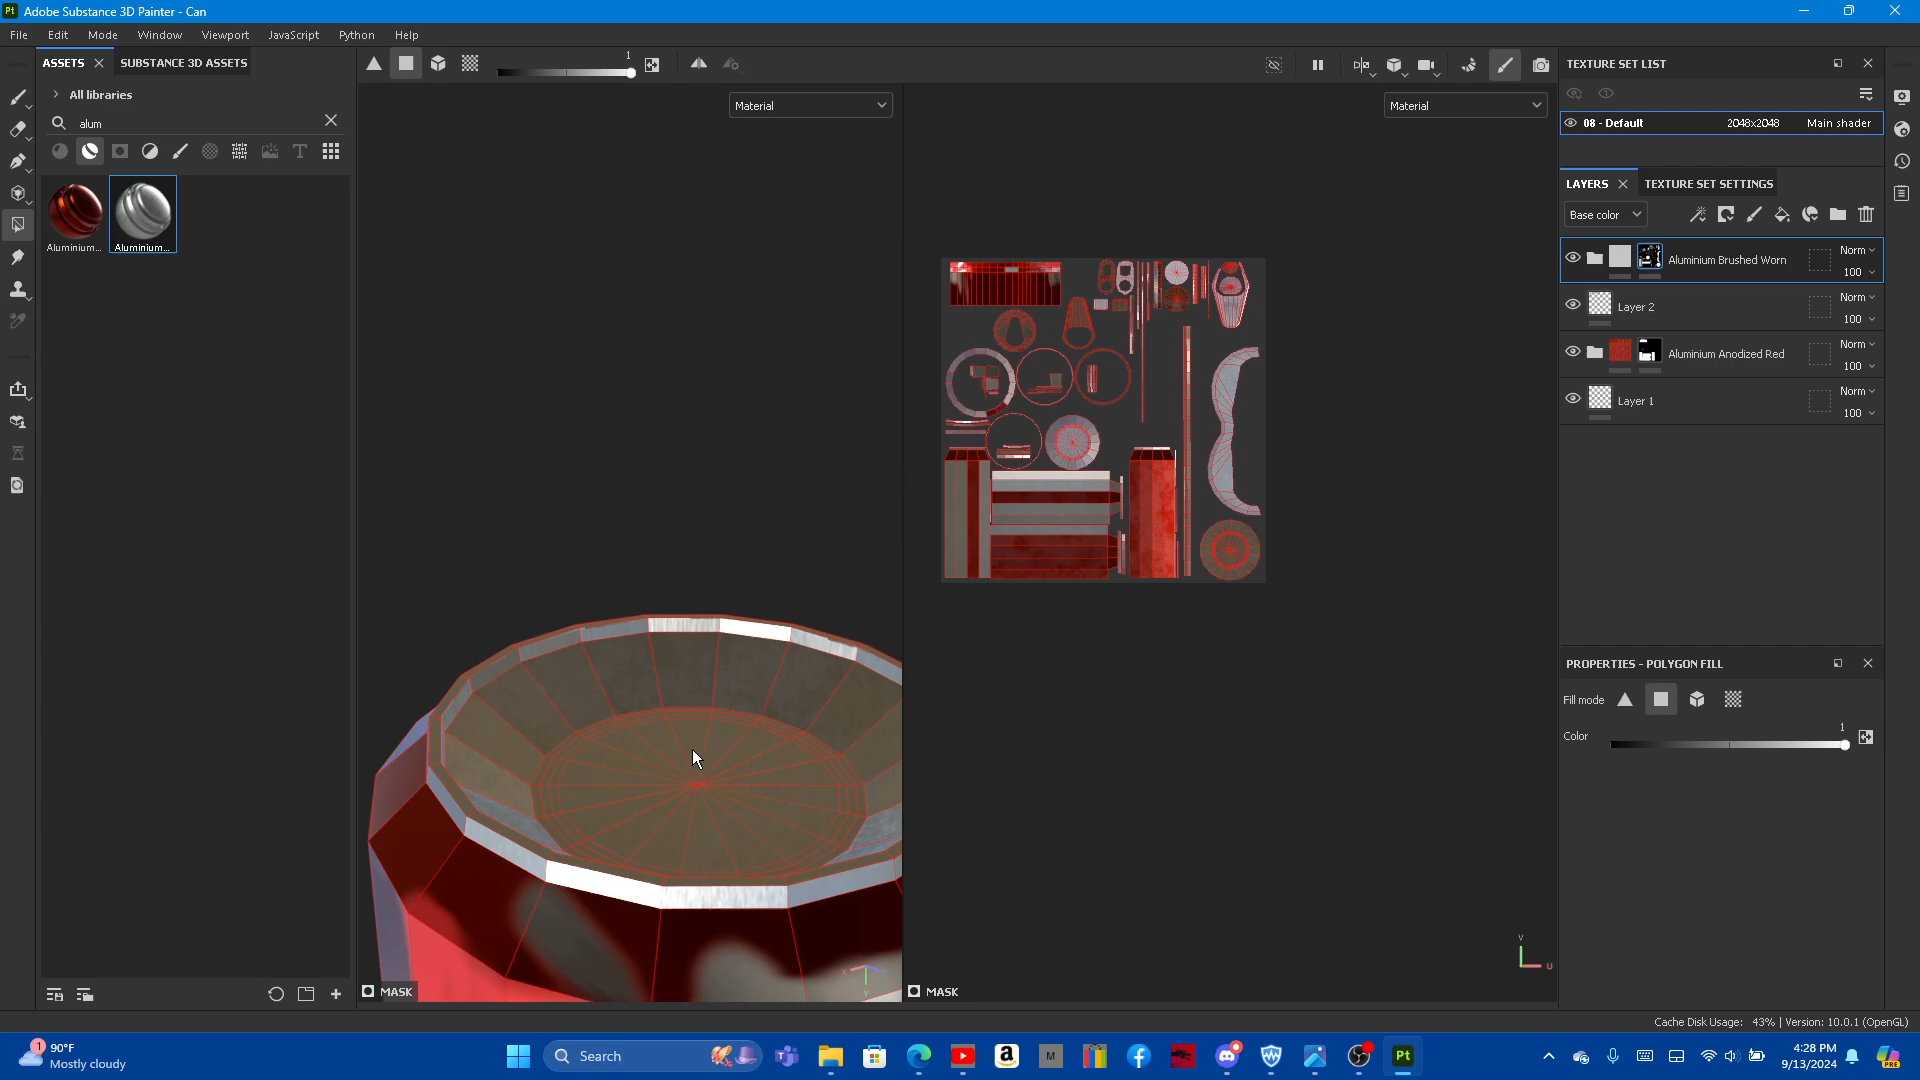 Adobe Substance 3D Painter - Can
File Edit Mode Window Viewport JavaScript Python Help
ASSETS
SUBSTANCE 3D ASSETS
All libraries
alum
Aluminium...
Aluminium...
1
Material
Material
MASK
MASK
X
Y
V
U
TEXTURE SET LIST
08 - Default 2048x2048 Main shader
LAYERS
TEXTURE SET SETTINGS
Base color
Aluminium Brushed Worn Norm 100
Layer 2 Norm 100
Aluminium Anodized Red Norm 100
Layer 1 Norm 100
PROPERTIES - POLYGON FILL
Fill mode
Color 1
Cache Disk Usage: 43% | Version: 10.0.1 (OpenGL)
1
90°F
Mostly cloudy
Search
Pt
4:28 PM
9/13/2024
PRE